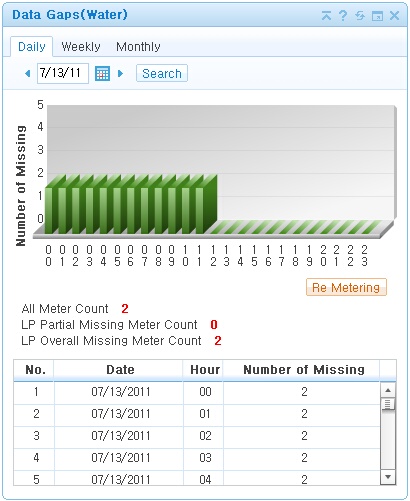 Data Gaps(Water)
Daily Weekly Monthly
7/13/11 Search
Number of Missing
5
4
3
2
1
0
00 01 02 03 04 05 06 07 08 09 10 11 12 13 14 15 16 17 18 19 20 21 22 23
Re Metering
All Meter Count 2
LP Partial Missing Meter Count 0
LP Overall Missing Meter Count 2
No. Date Hour Number of Missing
1 07/13/2011 00 2
2 07/13/2011 01 2
3 07/13/2011 02 2
4 07/13/2011 03 2
5 07/13/2011 04 2